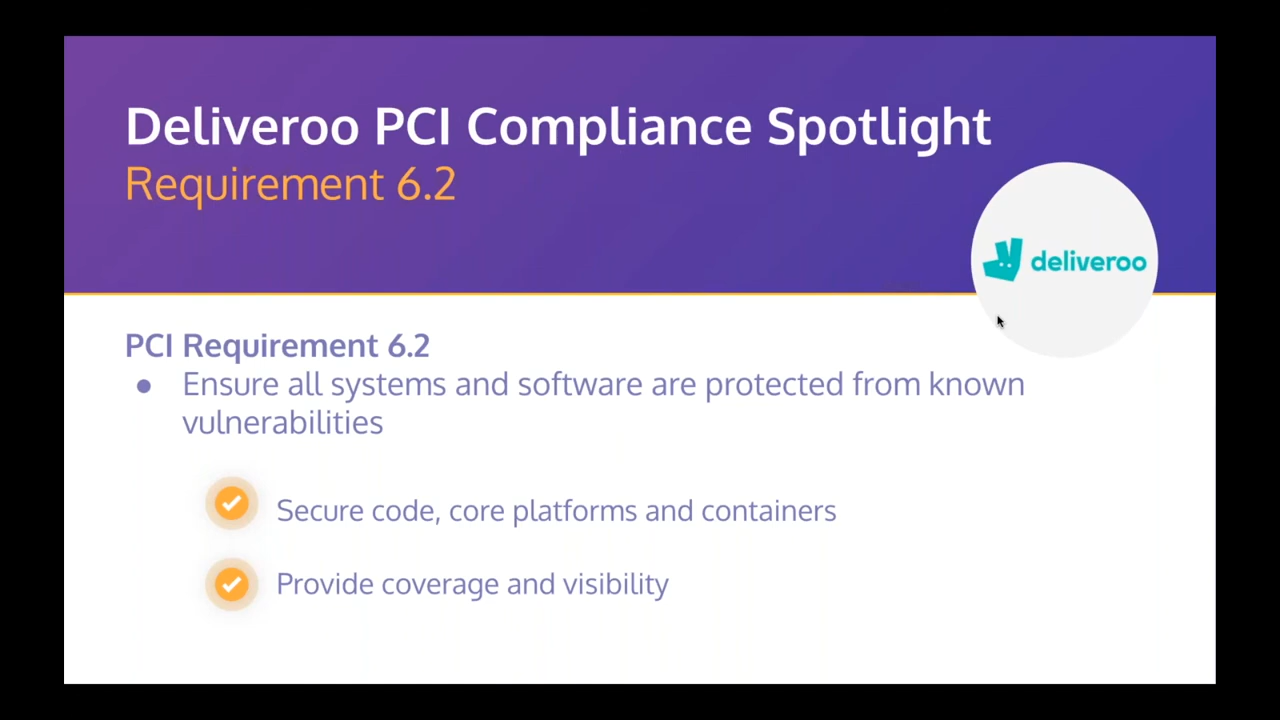 Deliveroo PCI Compliance Spotlight
Requirement 6.2
deliveroo
PCI Requirement 6.2
● Ensure all systems and software are protected from known
vulnerabilities
Secure code, core platforms and containers
Provide coverage and visibility